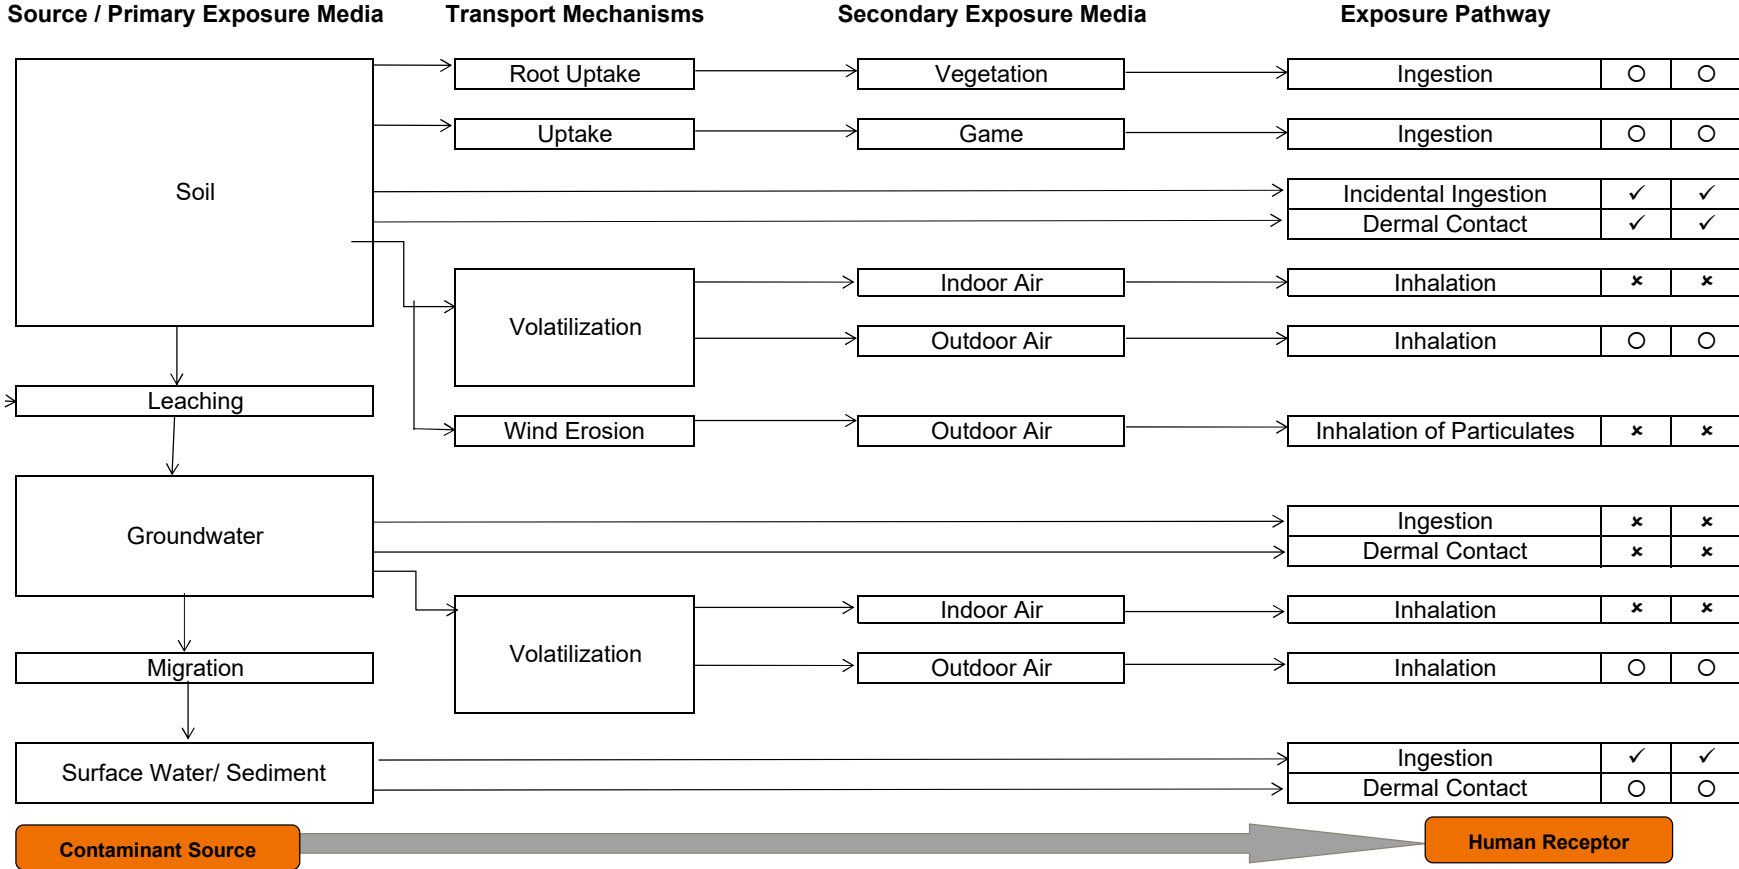 Source / Primary Exposure Media Transport Mechanisms Secondary Exposure Media Exposure Pathway
Root Uptake Vegetation Ingestion ○ ○
Uptake Game Ingestion ○ ○
Soil
Incidental Ingestion ✓ ✓
Dermal Contact ✓ ✓
Indoor Air Inhalation × ×
Volatilization
Outdoor Air Inhalation ○ ○
Leaching
Wind Erosion Outdoor Air Inhalation of Particulates × ×
Groundwater
Ingestion × ×
Dermal Contact × ×
Indoor Air Inhalation × ×
Volatilization
Migration
Outdoor Air Inhalation ○ ○
Surface Water/ Sediment
Ingestion ✓ ✓
Dermal Contact ○ ○
Contaminant Source Human Receptor